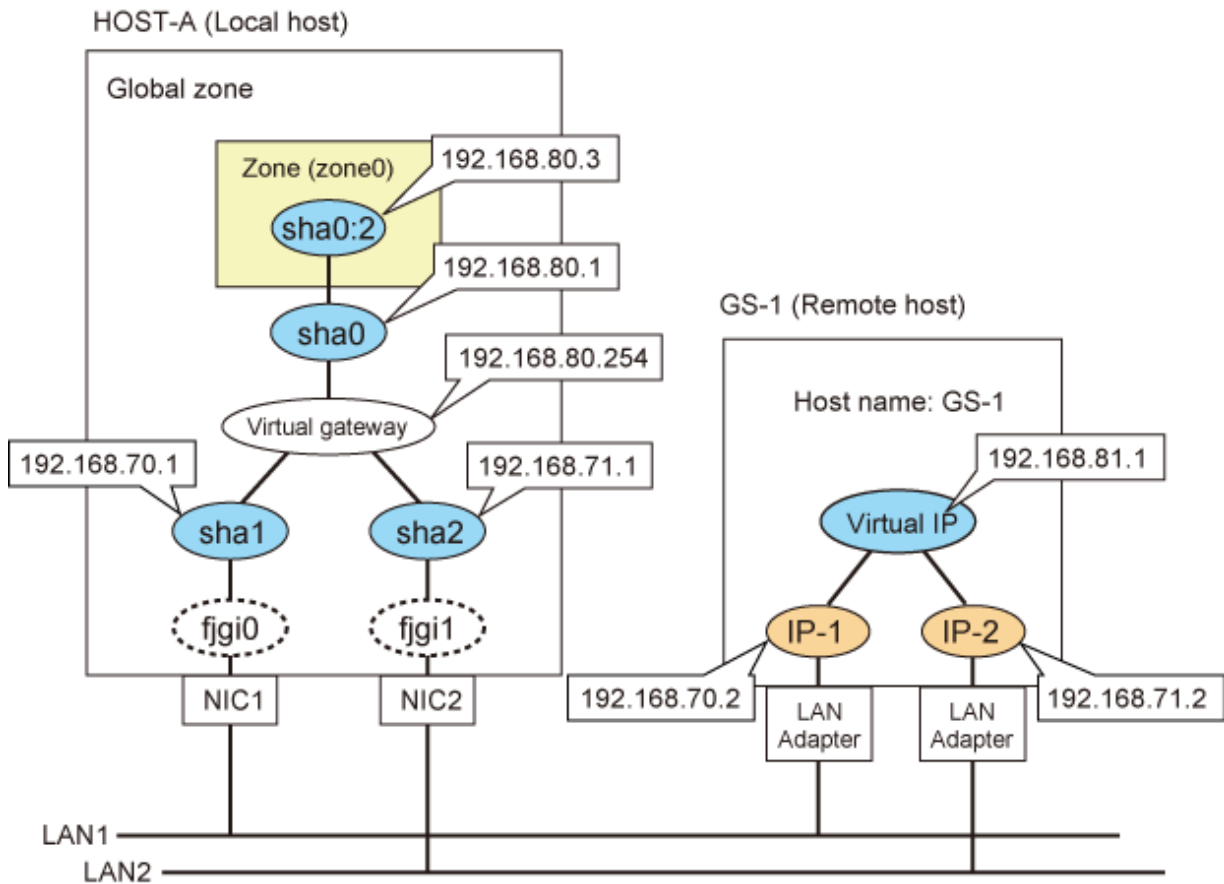 HOST-A (Local host)
Global zone
Zone (zone0)
192.168.80.3
sha0:2
192.168.80.1
sha0
192.168.80.254
Virtual gateway
192.168.70.1
192.168.71.1
sha1
sha2
fjgi0
fjgi1
NIC1
NIC2
GS-1 (Remote host)
Host name: GS-1
192.168.81.1
Virtual IP
IP-1
IP-2
192.168.70.2
192.168.71.2
LAN
Adapter
LAN
Adapter
LAN1
LAN2